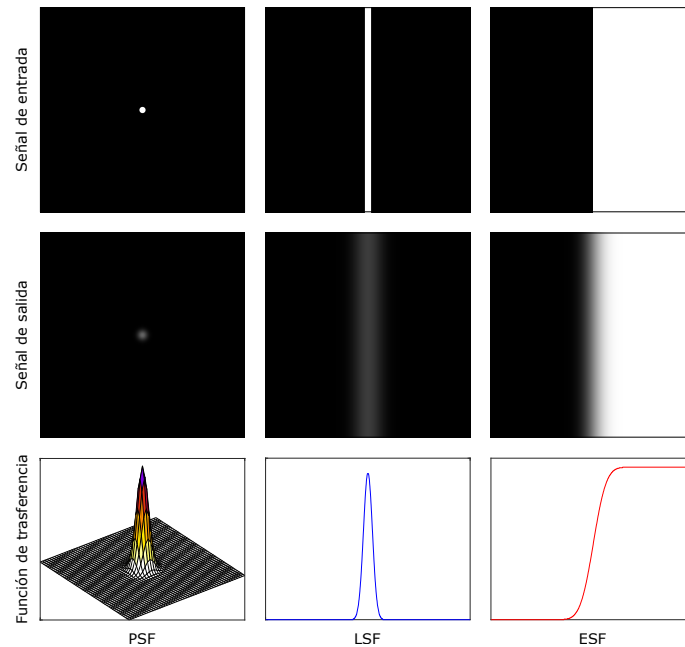 Señal de entrada
Señal de salida
Función de trasferencia
PSF
LSF
ESF